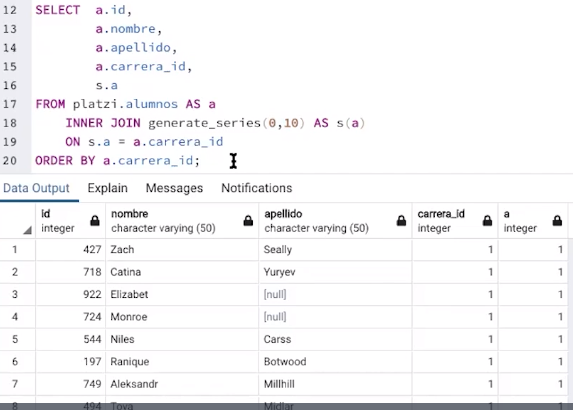 12 SELECT a.id,
13 a.nombre,
14 a.apellido,
15 a.carrera_id,
16 s.a
17 FROM platzi.alumnos AS a
18 INNER JOIN generate_series(0,10) AS s(a)
19 ON s.a = a.carrera_id
20 ORDER BY a.carrera_id;
Data Output Explain Messages Notifications
id nombre apellido carrera_id a
integer character varying (50) character varying (50) integer integer
1 427 Zach Seally 1 1
2 718 Catina Yuryev 1 1
3 922 Elizabet [null] 1 1
4 724 Monroe [null] 1 1
5 544 Niles Carss 1 1
6 197 Ranique Botwood 1 1
7 749 Aleksandr Millhill 1 1
8 494 Toya Midlar 1 1